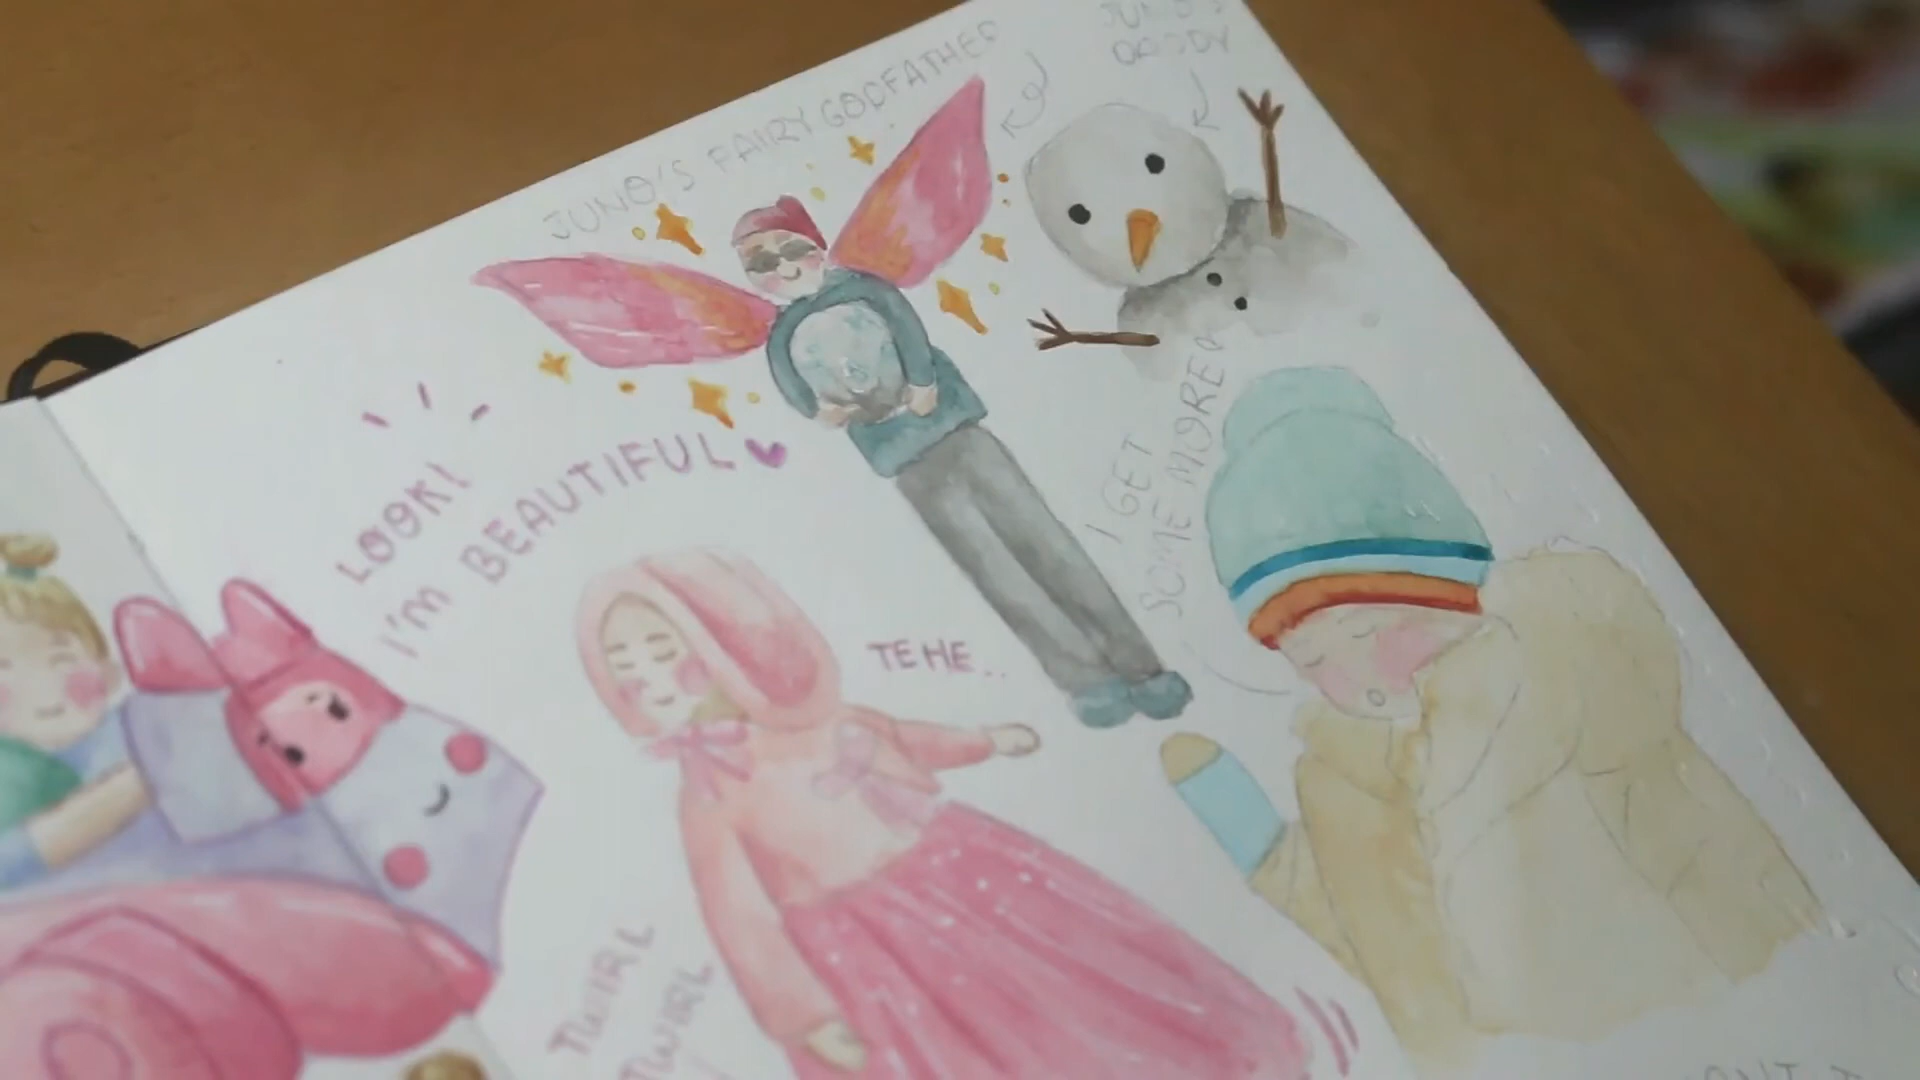 JUNO'S FAIRY GODFATHER
JUNO'S
DADDY
LOOK!
I'm BEAUTIFUL
I GET
SOME MORE?
TEHE..
TWIRL
TWIRL